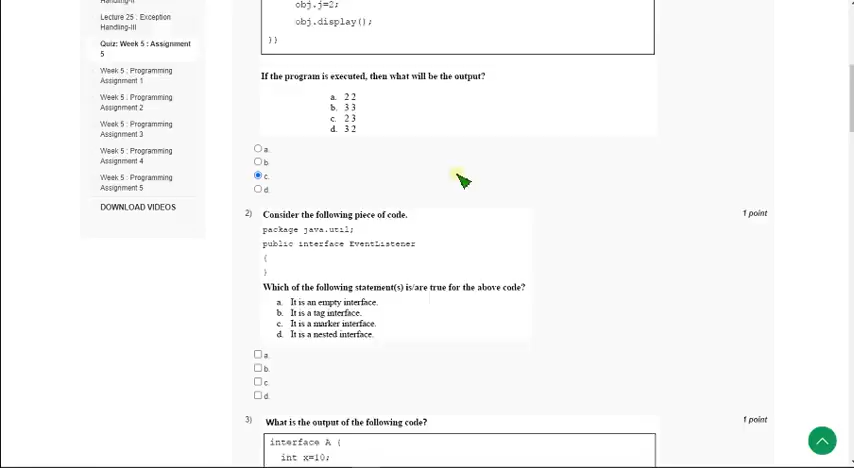 Handling-II
Lecture 25 : Exception
Handling-III
Quiz: Week 5 : Assignment
5
Week 5 : Programming
Assignment 1
Week 5 : Programming
Assignment 2
Week 5 : Programming
Assignment 3
Week 5 : Programming
Assignment 4
Week 5 : Programming
Assignment 5
DOWNLOAD VIDEOS
obj.j=2;
obj.display();
}}
If the program is executed, then what will be the output?
a. 2 2
b. 3 3
c. 2 3
d. 3 2
a.
b.
c.
d.
2) Consider the following piece of code. 1 point
package java.util;
public interface EventListener
{
}
Which of the following statement(s) is/are true for the above code?
a. It is an empty interface.
b. It is a tag interface.
c. It is a marker interface.
d. It is a nested interface.
a.
b.
c.
d.
3) What is the output of the following code? 1 point
interface A {
int x=10;